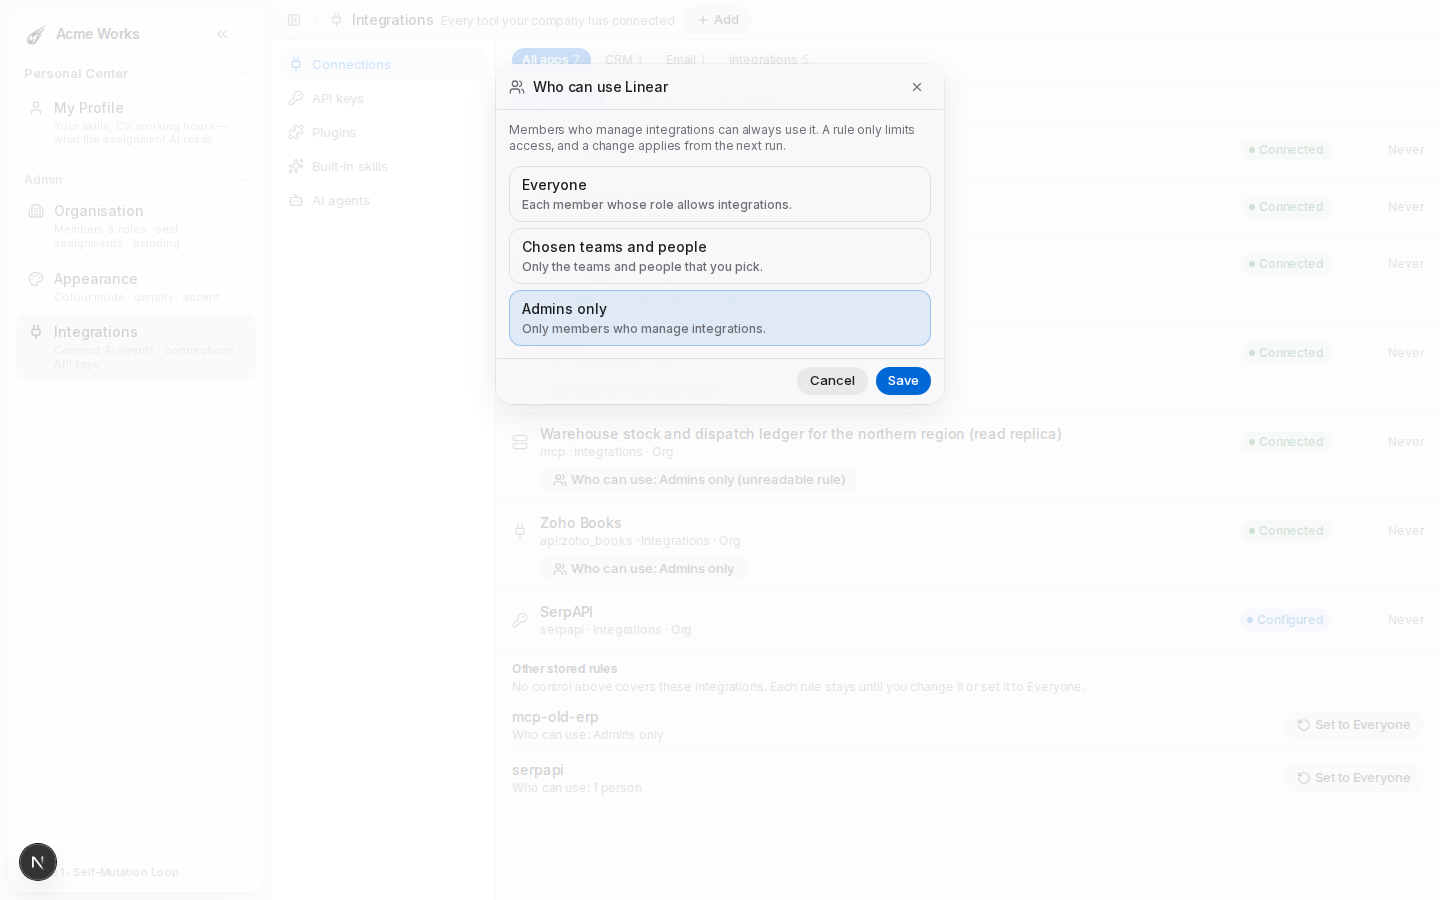 Acme Works
Personal Center
My Profile
Your skills, CV, working hours —
what the assignment AI reads
Admin
Organisation
Members & roles · seat
assignments · branding
Appearance
Colour mode · density · accent
Integrations
Connect AI agents · connections ·
API keys
1 · Self-Mutation Loop
Integrations Every tool your company has connected
Add
Connections
API keys
Plugins
Built-in skills
AI agents
All apps 7
CRM 1
Email 1
Integrations 5
Who can use Linear
Members who manage integrations can always use it. A rule only limits
access, and a change applies from the next run.
Everyone
Each member whose role allows integrations.
Chosen teams and people
Only the teams and people that you pick.
Admins only
Only members who manage integrations.
Cancel
Save
Connected Never
Connected Never
Connected Never
Connected Never
Warehouse stock and dispatch ledger for the northern region (read replica)
mcp · Integrations · Org
Connected Never
Who can use: Admins only (unreadable rule)
Zoho Books
api:zoho_books · Integrations · Org
Connected Never
Who can use: Admins only
SerpAPI
serpapi · Integrations · Org
Configured Never
Other stored rules
No control above covers these integrations. Each rule stays until you change it or set it to Everyone.
mcp-old-erp
Who can use: Admins only
Set to Everyone
serpapi
Who can use: 1 person
Set to Everyone